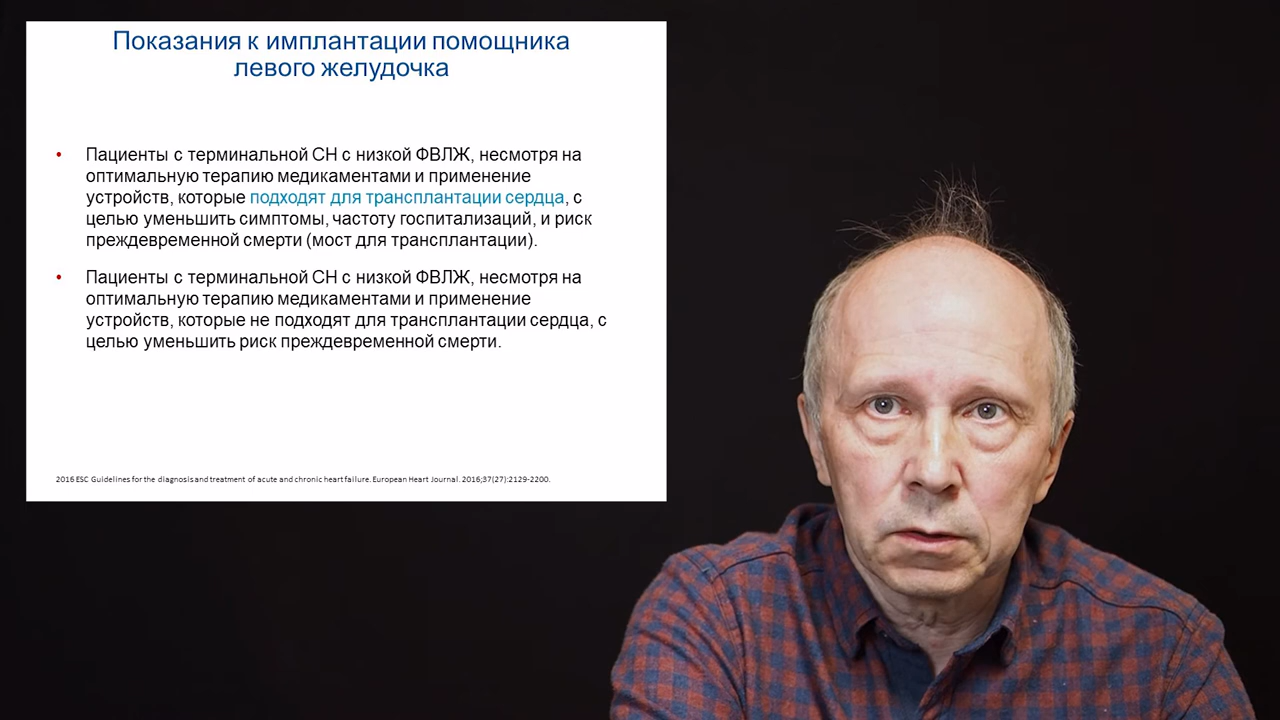 Показания к имплантации помощника
левого желудочка
• Пациенты с терминальной СН с низкой ФВЛЖ, несмотря на
оптимальную терапию медикаментами и применение
устройств, которые подходят для трансплантации сердца, с
целью уменьшить симптомы, частоту госпитализаций, и риск
преждевременной смерти (мост для трансплантации).
• Пациенты с терминальной СН с низкой ФВЛЖ, несмотря на
оптимальную терапию медикаментами и применение
устройств, которые не подходят для трансплантации сердца, с
целью уменьшить риск преждевременной смерти.
2016 ESC Guidelines for the diagnosis and treatment of acute and chronic heart failure. European Heart Journal. 2016;37(27):2129-2200.